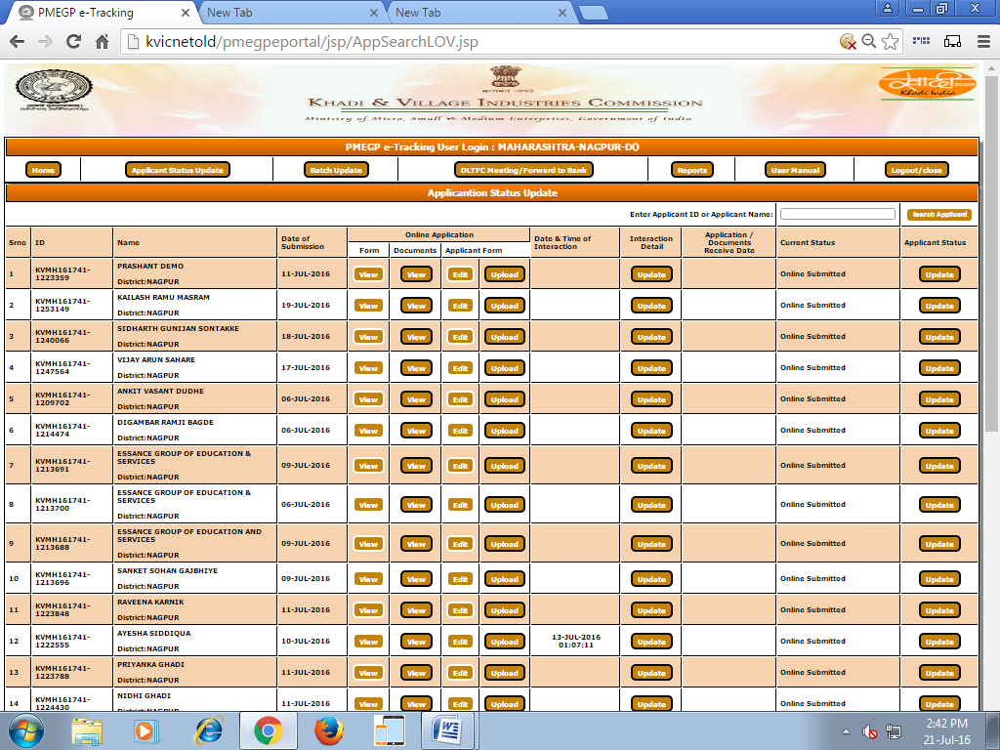 PMEGP e-Tracking
New Tab
New Tab
kvicnetold/pmegpeportal/jsp/AppSearchLOV.jsp
KHADI & VILLAGE INDUSTRIES COMMISSION
Ministry of Micro, Small & Medium Enterprises, Government of India
Khadi India
PMEGP e-Tracking User Login : MAHARASHTRA-NAGPUR-DO
Home Applicant Status Update Batch Update DLTFC Meeting/Forward to Bank Reports User Manual Logout/close
Applicantion Status Update
Enter Applicant ID or Applicant Name: Search Applicant
Srno ID Name Date of Submission Online Application Date & Time of Interaction Interaction Detail Application / Documents Receive Date Current Status Applicant Status
Form Documents Applicant Form
1 KVMH161741-1223359 PRASHANT DEMO District:NAGPUR 11-JUL-2016 View View Edit Upload Update Online Submitted Update
2 KVMH161741-1253149 KAILASH RAMU MASRAM District:NAGPUR 19-JUL-2016 View View Edit Upload Update Online Submitted Update
3 KVMH161741-1240066 SIDHARTH GUNIJAN SONTAKKE District:NAGPUR 18-JUL-2016 View View Edit Upload Update Online Submitted Update
4 KVMH161741-1247564 VIJAY ARUN SAHARE District:NAGPUR 17-JUL-2016 View View Edit Upload Update Online Submitted Update
5 KVMH161741-1209702 ANKIT VASANT DUDHE District:NAGPUR 06-JUL-2016 View View Edit Upload Update Online Submitted Update
6 KVMH161741-1214474 DIGAMBAR RAMJI BAGDE District:NAGPUR 06-JUL-2016 View View Edit Upload Update Online Submitted Update
7 KVMH161741-1213691 ESSANCE GROUP OF EDUCATION & SERVICES District:NAGPUR 09-JUL-2016 View View Edit Upload Update Online Submitted Update
8 KVMH161741-1213700 ESSANCE GROUP OF EDUCATION & SERVICES District:NAGPUR 06-JUL-2016 View View Edit Upload Update Online Submitted Update
9 KVMH161741-1213688 ESSANCE GROUP OF EDUCATION AND SERVICES District:NAGPUR 09-JUL-2016 View View Edit Upload Update Online Submitted Update
10 KVMH161741-1213696 SANKET SOHAN GAJBHIYE District:NAGPUR 09-JUL-2016 View View Edit Upload Update Online Submitted Update
11 KVMH161741-1223848 RAVEENA KARNIK District:NAGPUR 11-JUL-2016 View View Edit Upload Update Online Submitted Update
12 KVMH161741-1222555 AYESHA SIDDIQUA District:NAGPUR 10-JUL-2016 View View Edit Upload 13-JUL-2016 01:07:11 Update Online Submitted Update
13 KVMH161741-1223788 PRIYANKA GHADI District:NAGPUR 11-JUL-2016 View View Edit Upload Update Online Submitted Update
14 KVMH161741-1224430 NIDHI GHADI District:NAGPUR 11-JUL-2016 View View Edit Upload Update Online Submitted Update
2:42 PM
21-Jul-16